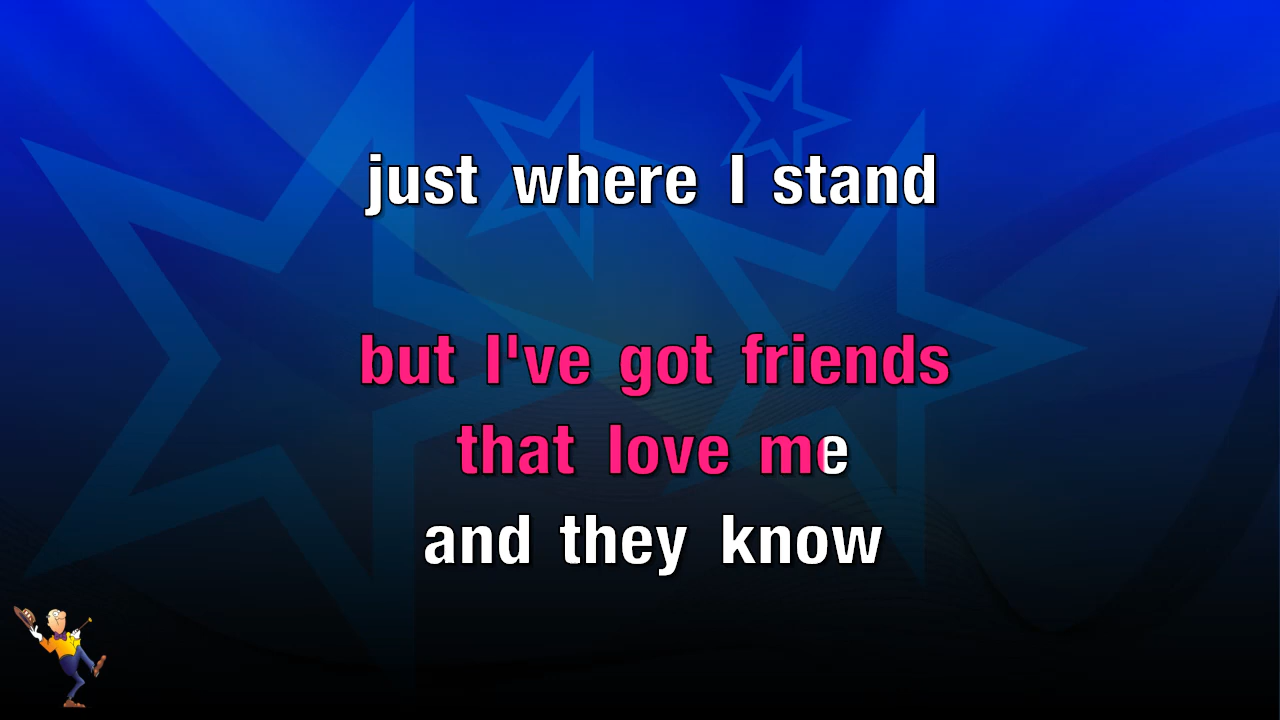 just where I stand
but I've got friends
that love me
and they know